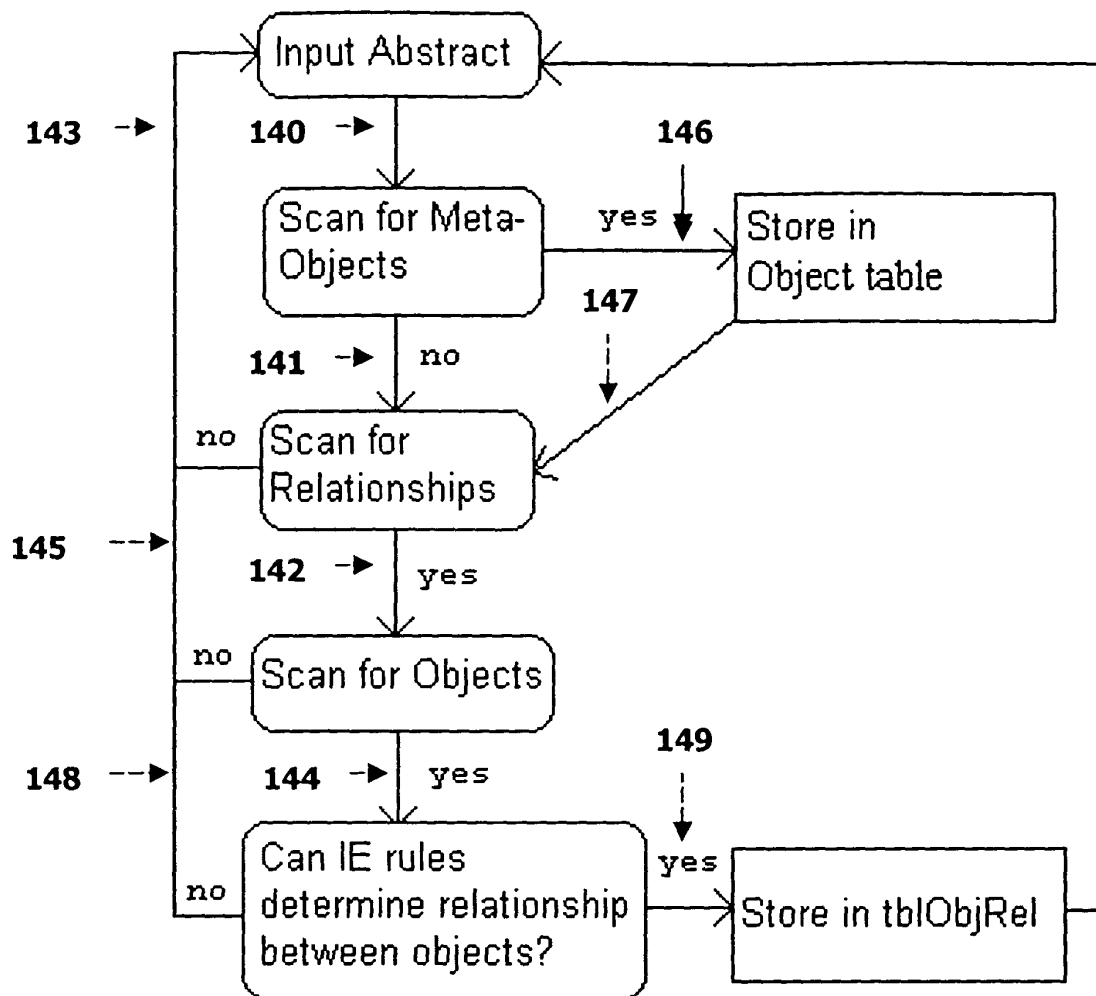 Input Abstract
143
140
146
Scan for Meta-
Objects
yes
Store in
Object table
147
141
no
no
Scan for
Relationships
145
142
yes
no
Scan for Objects
149
148
144
yes
no
Can IE rules
determine relationship
between objects?
yes
Store in tblObjRel